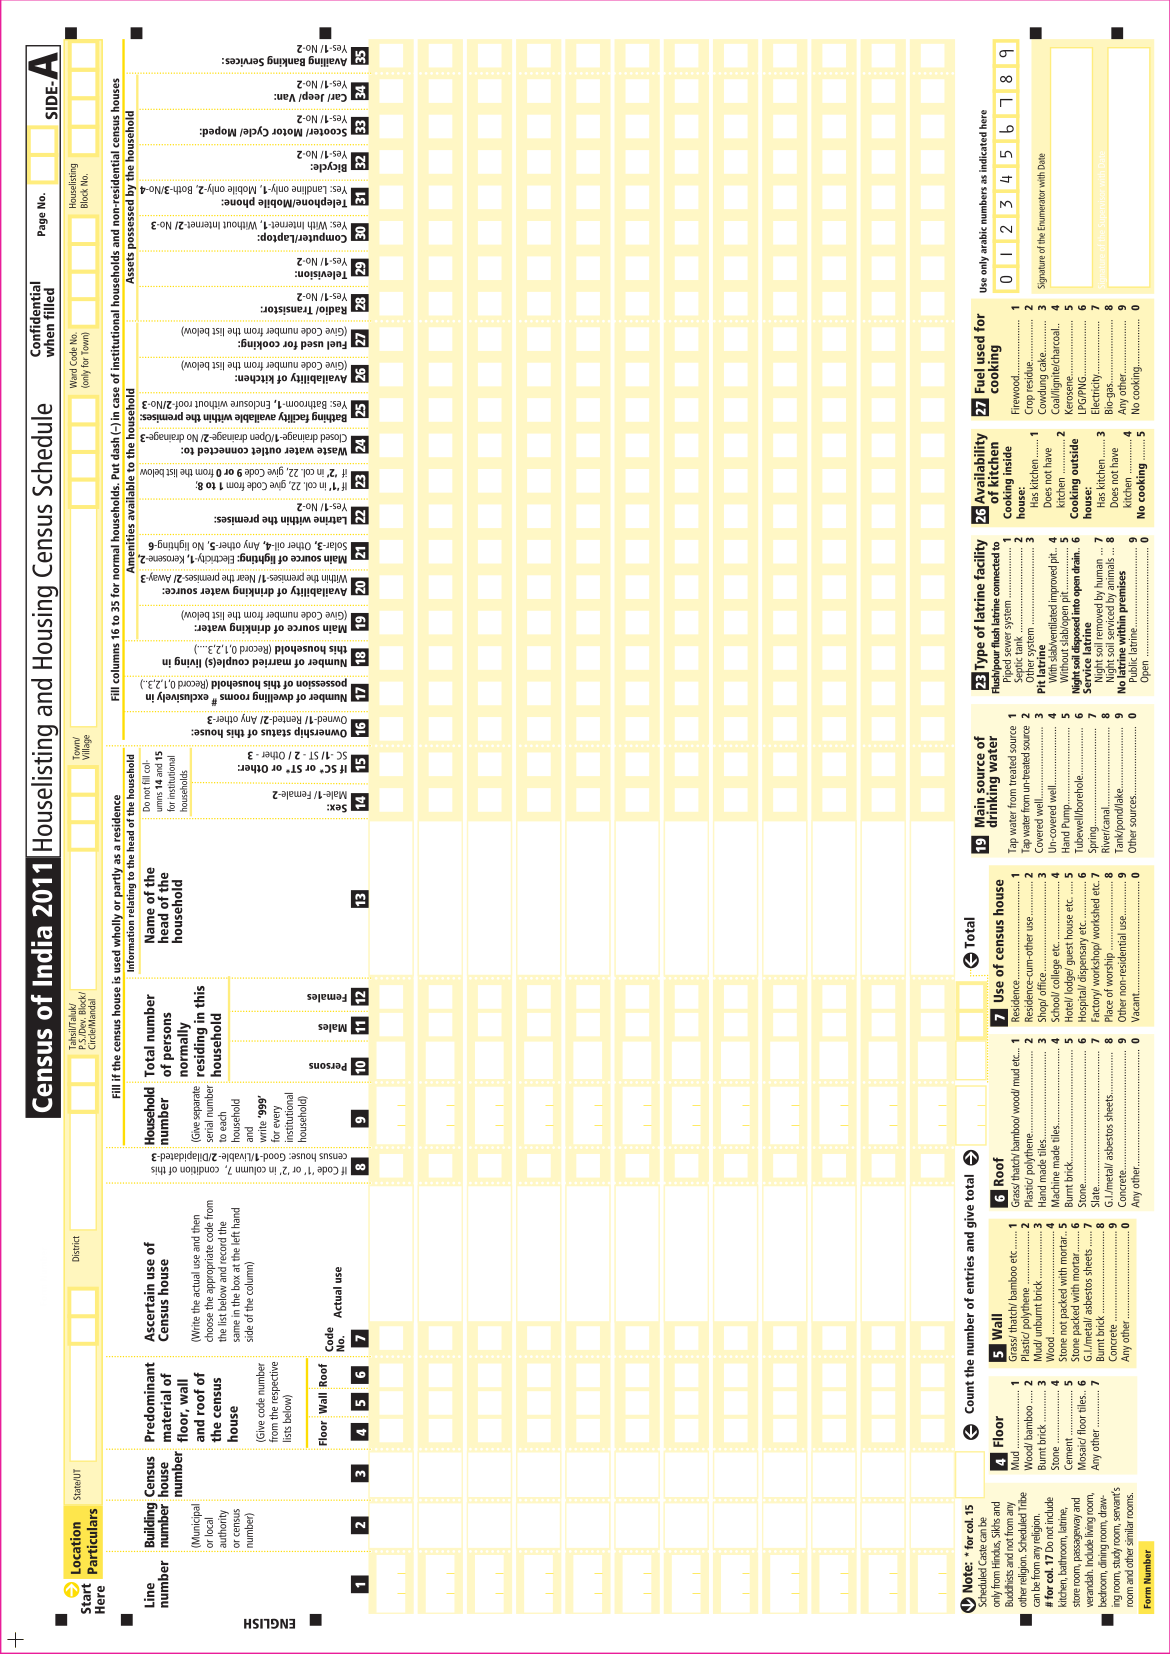 Census of India 2011 Houselisting and Housing Census Schedule
Confidential
when filled
Page No.
SIDE-A
Start
Here
Location
Particulars
State/UT
District
Tahsil/Taluk/
P.S./Dev. Block/
Circle/Mandal
Town/
Village
Ward Code No.
(only for Town)
Houselisting
Block No.
Fill if the census house is used wholly or partly as a residence
Fill columns 16 to 35 for normal households. Put dash (–) in case of institutional households and non-residential census houses
Information relating to the head of the household
Amenities available to the household
Assets possessed by the household
ENGLISH
Line
number
1
Building
number
(Municipal
or local
authority
or census
number)
2
Census
house
number
3
Predominant
material of
floor, wall
and roof of
the census
house
(Give code number
from the respective
lists below)
Floor
4
Wall
5
Roof
6
Ascertain use of
Census house
(Write the actual use and then
choose the appropriate code from
the list below and record the
same in the box at the left hand
side of the column)
Code
No.
Actual use
7
If Code '1' or '2' in column 7, condition of this
census house: Good-1/Livable-2/Dilapidated-3
8
Household
number
(Give separate
serial number
to each
household
and
write '999'
for every
institutional
household)
9
Total number
of persons
normally
residing in this
household
Persons
10
Males
11
Females
12
Name of the
head of the
household
13
Do not fill col-
umns 14 and 15
for institutional
households
Sex:
Male-1/ Female-2
14
If SC* or ST* or Other:
SC -1/ ST - 2 / Other - 3
15
Ownership status of this house:
Owned-1/ Rented-2/ Any other-3
16
Number of dwelling rooms # exclusively in
possession of this household (Record 0,1,2,3..)
17
Number of married couple(s) living in
this household (Record 0,1,2,3....)
18
Main source of drinking water:
(Give Code number from the list below)
19
Availability of drinking water source:
Within the premises-1/ Near the premises-2/ Away-3
20
Main source of lighting: Electricity-1, Kerosene-2,
Solar-3, Other oil-4, Any other-5, No lighting-6
21
Latrine within the premises:
Yes-1/ No-2
22
If '1' in col. 22, give Code from 1 to 8;
If '2' in col. 22, give Code 9 or 0 from the list below
23
Waste water outlet connected to:
Closed drainage-1/Open drainage-2/ No drainage-3
24
Bathing facility available within the premises:
Yes: Bathroom-1, Enclosure without roof-2/No-3
25
Availability of kitchen:
(Give Code number from the list below)
26
Fuel used for cooking:
(Give Code number from the list below)
27
Radio/ Transistor:
Yes-1/ No-2
28
Television:
Yes-1/ No-2
29
Computer/Laptop:
Yes: With Internet-1, Without Internet-2/ No-3
30
Telephone/Mobile phone:
Yes: Landline only-1, Mobile only-2, Both-3/No-4
31
Bicycle:
Yes-1/ No-2
32
Scooter/ Motor Cycle/ Moped:
Yes-1/ No-2
33
Car/ Jeep/ Van:
Yes-1/ No-2
34
Availing Banking Services:
Yes-1/ No-2
35
Count the number of entries and give total
Total
Note: * for col. 15
Scheduled Caste can be
only from Hindus, Sikhs and
Buddhists and not from any
other religion. Scheduled Tribe
can be from any religion.
# for col. 17 Do not include
kitchen, bathroom, latrine,
store room, passageway and
verandah. Include living room,
bedroom, dining room, draw-
ing room, study room, servant's
room and other similar rooms.
Form Number
4 Floor
Mud 1
Wood/ bamboo 2
Burnt brick 3
Stone 4
Cement 5
Mosaic/ floor tiles.. 6
Any other 7
5 Wall
Grass/ thatch/ bamboo etc 1
Plastic/ polythene 2
Mud/ unburnt brick 3
Wood 4
Stone not packed with mortar.. 5
Stone packed with mortar 6
G.I./metal/ asbestos sheets 7
Burnt brick 8
Concrete 9
Any other 0
6 Roof
Grass/ thatch/ bamboo/ wood/ mud etc... 1
Plastic/ polythene 2
Hand made tiles 3
Machine made tiles 4
Burnt brick 5
Stone 6
Slate 7
G.I./metal/ asbestos sheets 8
Concrete 9
Any other 0
7 Use of census house
Residence 1
Residence-cum-other use 2
Shop/ office 3
School/ college etc. 4
Hotel/ lodge/ guest house etc. 5
Hospital/ dispensary etc. 6
Factory/ workshop/ workshed etc. 7
Place of worship 8
Other non-residential use 9
Vacant 0
19 Main source of
drinking water
Tap water from treated source 1
Tap water from un-treated source 2
Covered well 3
Un-covered well 4
Hand Pump 5
Tubewell/borehole 6
Spring 7
River/canal 8
Tank/pond/lake 9
Other sources 0
23 Type of latrine facility
Flush/pour flush latrine connected to
Piped sewer system 1
Septic tank 2
Other system 3
Pit latrine
With slab/ventilated improved pit.. 4
Without slab/open pit 5
Night soil disposed into open drain.. 6
Service latrine
Night soil removed by human ... 7
Night soil serviced by animals ... 8
No latrine within premises
Public latrine 9
Open 0
26 Availability
of kitchen
Cooking inside
house:
Has kitchen 1
Does not have
kitchen 2
Cooking outside
house:
Has kitchen 3
Does not have
kitchen 4
No cooking 5
27 Fuel used for
cooking
Firewood 1
Crop residue 2
Cowdung cake 3
Coal/lignite/charcoal.. 4
Kerosene 5
LPG/PNG 6
Electricity 7
Bio-gas 8
Any other 9
No cooking 0
Use only arabic numbers as indicated here
0 1 2 3 4 5 6 7 8 9
Signature of the Enumerator with Date